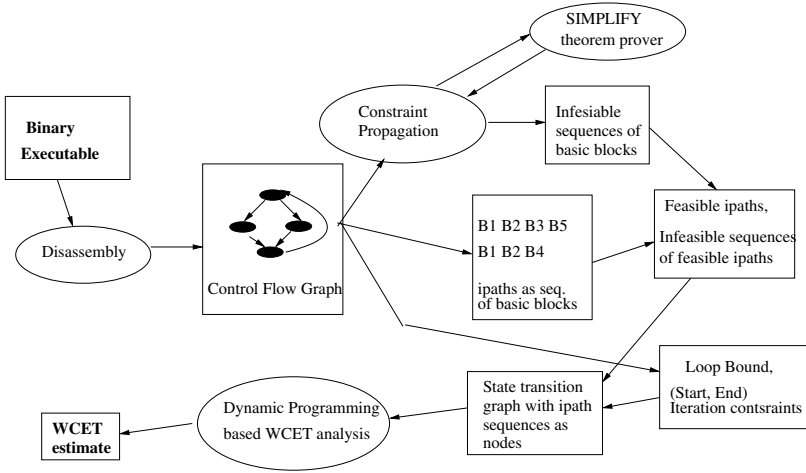 SIMPLIFY
theorem prover
Constraint
Propagation
Infesiable
sequences of
basic blocks
Binary
Executable
Disassembly
Control Flow Graph
B1 B2 B3 B5
B1 B2 B4
ipaths as seq.
of basic blocks
Feasible ipaths,
Infeasible sequences
of feasible ipaths
Loop Bound,
(Start, End)
Iteration contsraints
State transition
graph with ipath
sequences as
nodes
Dynamic Programming
based WCET analysis
WCET
estimate